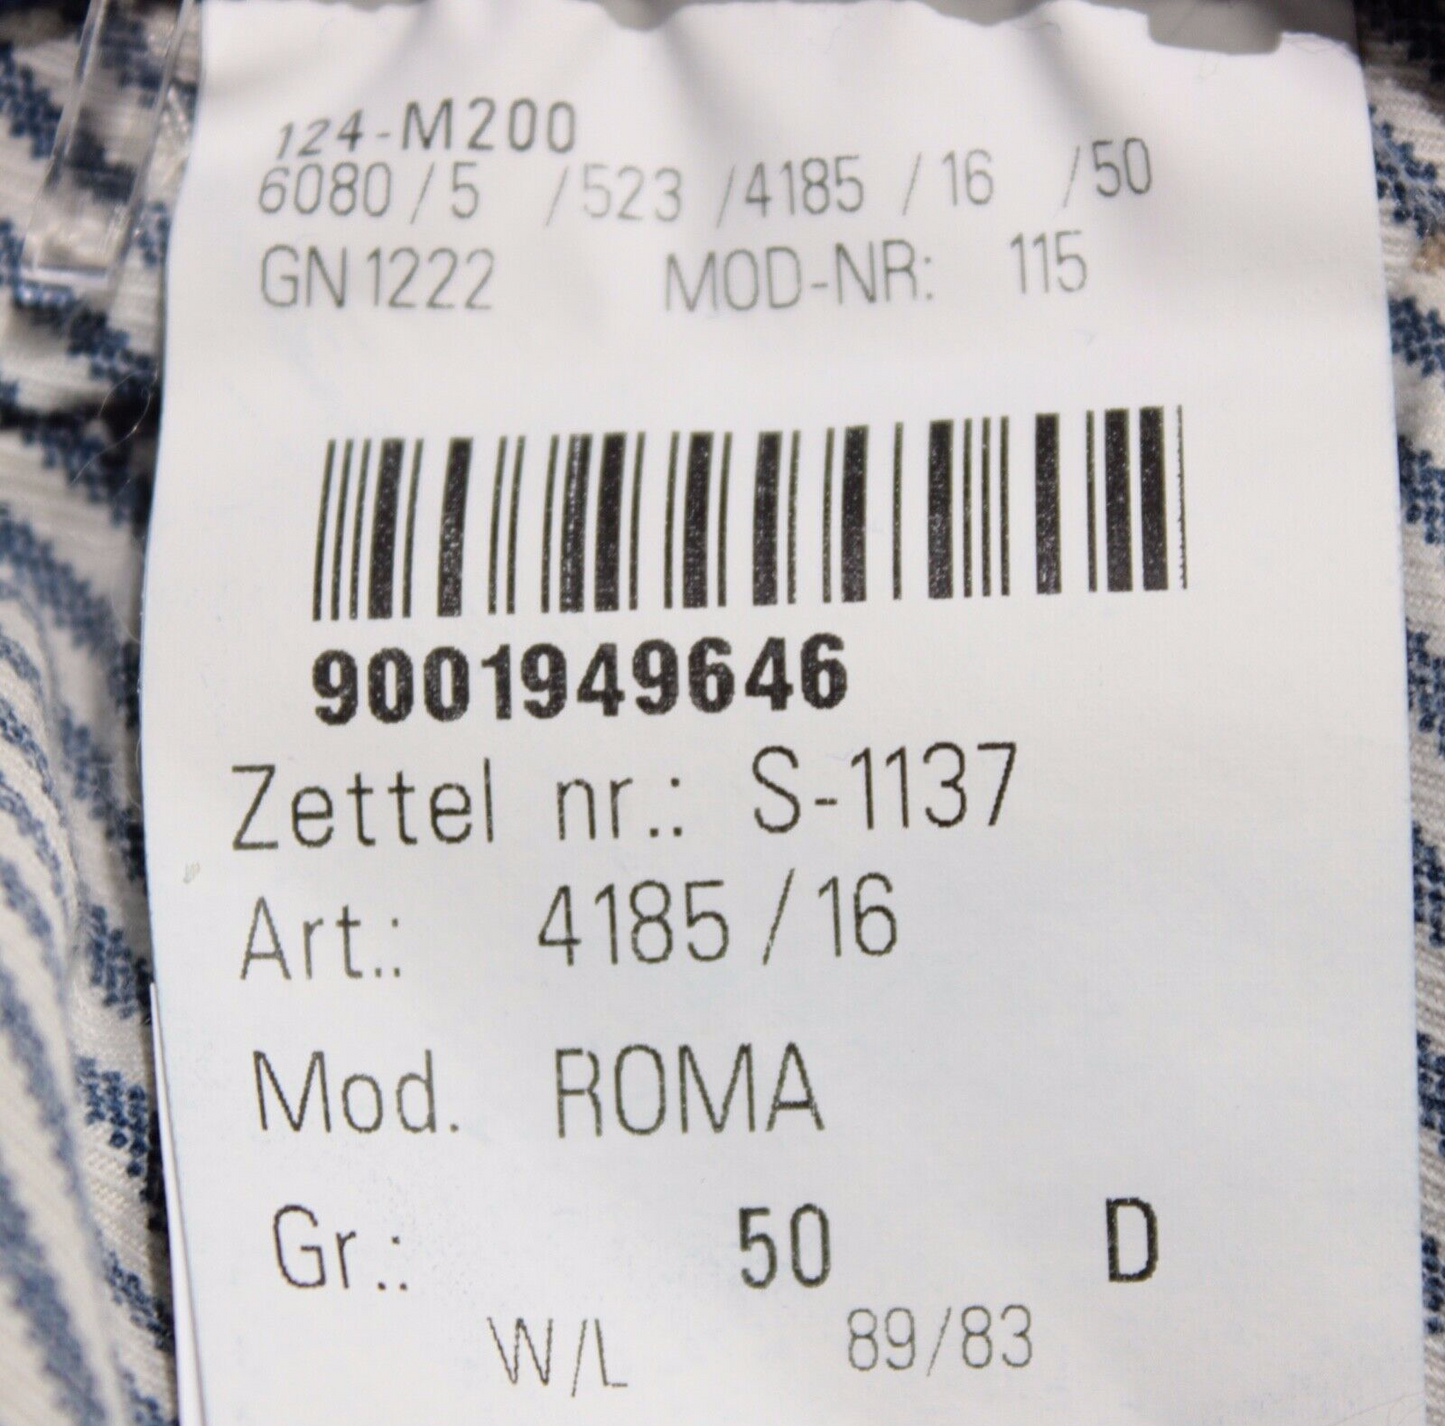 124-M200
6080 / 5 / 523 / 4185 / 16 / 50
GN 1222 MOD-NR: 115
9001949646
Zettel nr.: S-1137
Art.: 4185 / 16
Mod. ROMA
Gr.: 50 D
W/L 89/83